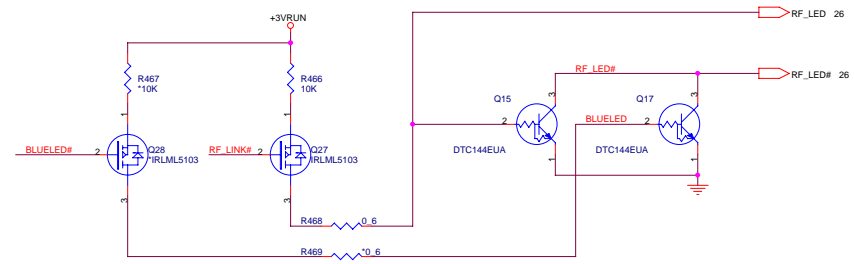 +3VRUN
RF_LED 26
RF_LED# 26
R467
*10K
R466
10K
RF_LED#
Q15
Q17
3
3
1
1
2
BLUELED
2
BLUELED#
2
Q28
*IRLML5103
RF_LINK#
2
Q27
IRLML5103
DTC144EUA
DTC144EUA
1
1
3
3
R468
0_6
R469
*0_6